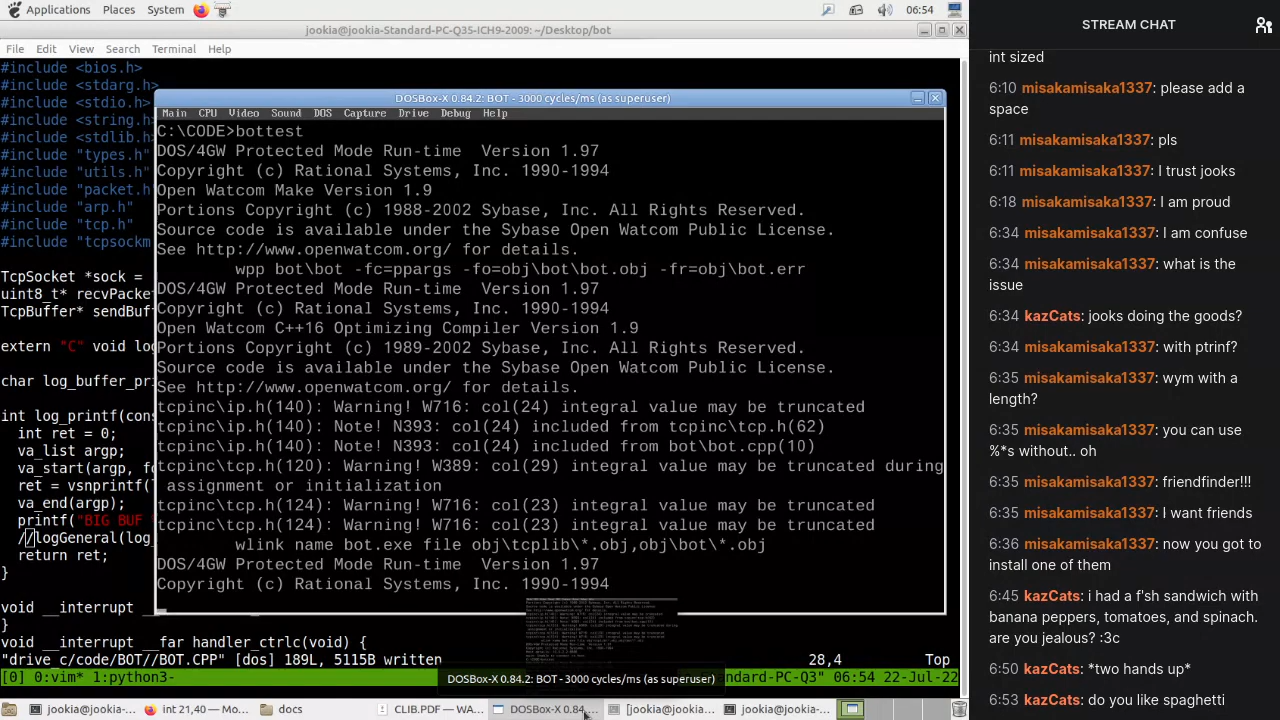 Applications Places System 06:54
jookia@jookia-Standard-PC-Q35-ICH9-2009: ~/Desktop/bot
File Edit View Search Terminal Help
#include <bios.h>
#include <stdarg.h>
#include <stdio.h>
#include <string.h>
#include <stdlib.h>
#include "types.h"
#include "utils.h"
#include "packet.h
#include "arp.h"
#include "tcp.h"
#include "tcpsockm
TcpSocket *sock =
uint8_t* recvPacket
TcpBuffer* sendBuf
extern "C" void log
char log_buffer_pri
int log_printf(cons
int ret = 0;
va_list argp;
va_start(argp, fo
ret = vsnprintf(l
va_end(argp);
printf("BIG BUF
//logGeneral(log_
return ret;
}
void __interrupt
}
void __interrupt __far handler_e_stub(void) {
"drive_c/code/bot/BOT.CPP" [dos]
5115B written
28,4
Top
[0] 0:vim* 1:python3-
ndard-PC-Q3" 06:54 22-Jul-22
DOSBox-X 0.84.2: BOT - 3000 cycles/ms (as superuser)
Main CPU Video Sound DOS Capture Drive Debug Help
C:\CODE>bottest
DOS/4GW Protected Mode Run-time Version 1.97
Copyright (c) Rational Systems, Inc. 1990-1994
Open Watcom Make Version 1.9
Portions Copyright (c) 1988-2002 Sybase, Inc. All Rights Reserved.
Source code is available under the Sybase Open Watcom Public License.
See http://www.openwatcom.org/ for details.
wpp bot\bot -fc=ppargs -fo=obj\bot\bot.obj -fr=obj\bot.err
DOS/4GW Protected Mode Run-time Version 1.97
Copyright (c) Rational Systems, Inc. 1990-1994
Open Watcom C++16 Optimizing Compiler Version 1.9
Portions Copyright (c) 1989-2002 Sybase, Inc. All Rights Reserved.
Source code is available under the Sybase Open Watcom Public License.
See http://www.openwatcom.org/ for details.
tcpinc\ip.h(140): Warning! W716: col(24) integral value may be truncated
tcpinc\ip.h(140): Note! N393: col(24) included from tcpinc\tcp.h(62)
tcpinc\ip.h(140): Note! N393: col(24) included from bot\bot.cpp(10)
tcpinc\tcp.h(120): Warning! W389: col(29) integral value may be truncated during
assignment or initialization
tcpinc\tcp.h(124): Warning! W716: col(23) integral value may be truncated
tcpinc\tcp.h(124): Warning! W716: col(23) integral value may be truncated
wlink name bot.exe file obj\tcplib\*.obj,obj\bot\*.obj
DOS/4GW Protected Mode Run-time Version 1.97
Copyright (c) Rational Systems, Inc. 1990-1994
DOSBox-X 0.84.2: BOT - 3000 cycles/ms (as superuser)
jookia@jookia-... int 21,40 – Mo... docs CLIB.PDF — WA... DOSBox-X 0.84.... [jookia@jookia... jookia@jookia-...
STREAM CHAT
int sized
6:10 misakamisaka1337: please add a
space
6:11 misakamisaka1337: pls
6:11 misakamisaka1337: I trust jooks
6:18 misakamisaka1337: I am proud
6:34 misakamisaka1337: I am confuse
6:34 misakamisaka1337: what is the
issue
6:34 kazCats: jooks doing the goods?
6:34 misakamisaka1337: with ptrinf?
6:35 misakamisaka1337: wym with a
length?
6:35 misakamisaka1337: you can use
%*s without.. oh
6:35 misakamisaka1337: friendfinder!!!
6:35 misakamisaka1337: I want friends
6:36 misakamisaka1337: now you got to
install one of them
6:45 kazCats: i had a f'sh sandwich with
banana peppers, tomatoes, and spinish.
are you jealous? :3c
6:50 kazCats: *two hands up*
6:53 kazCats: do you like spaghetti